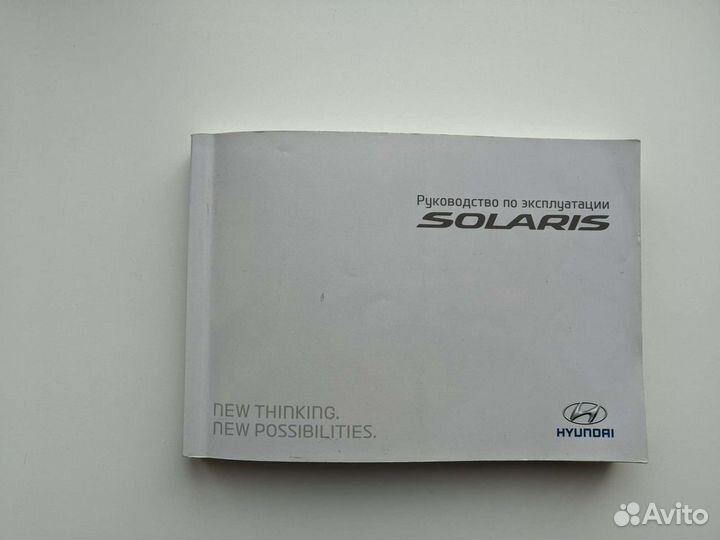 Руководство по эксплуатации
SOLARIS
NEW THINKING.
NEW POSSIBILITIES.
HYUNDAI
Avito